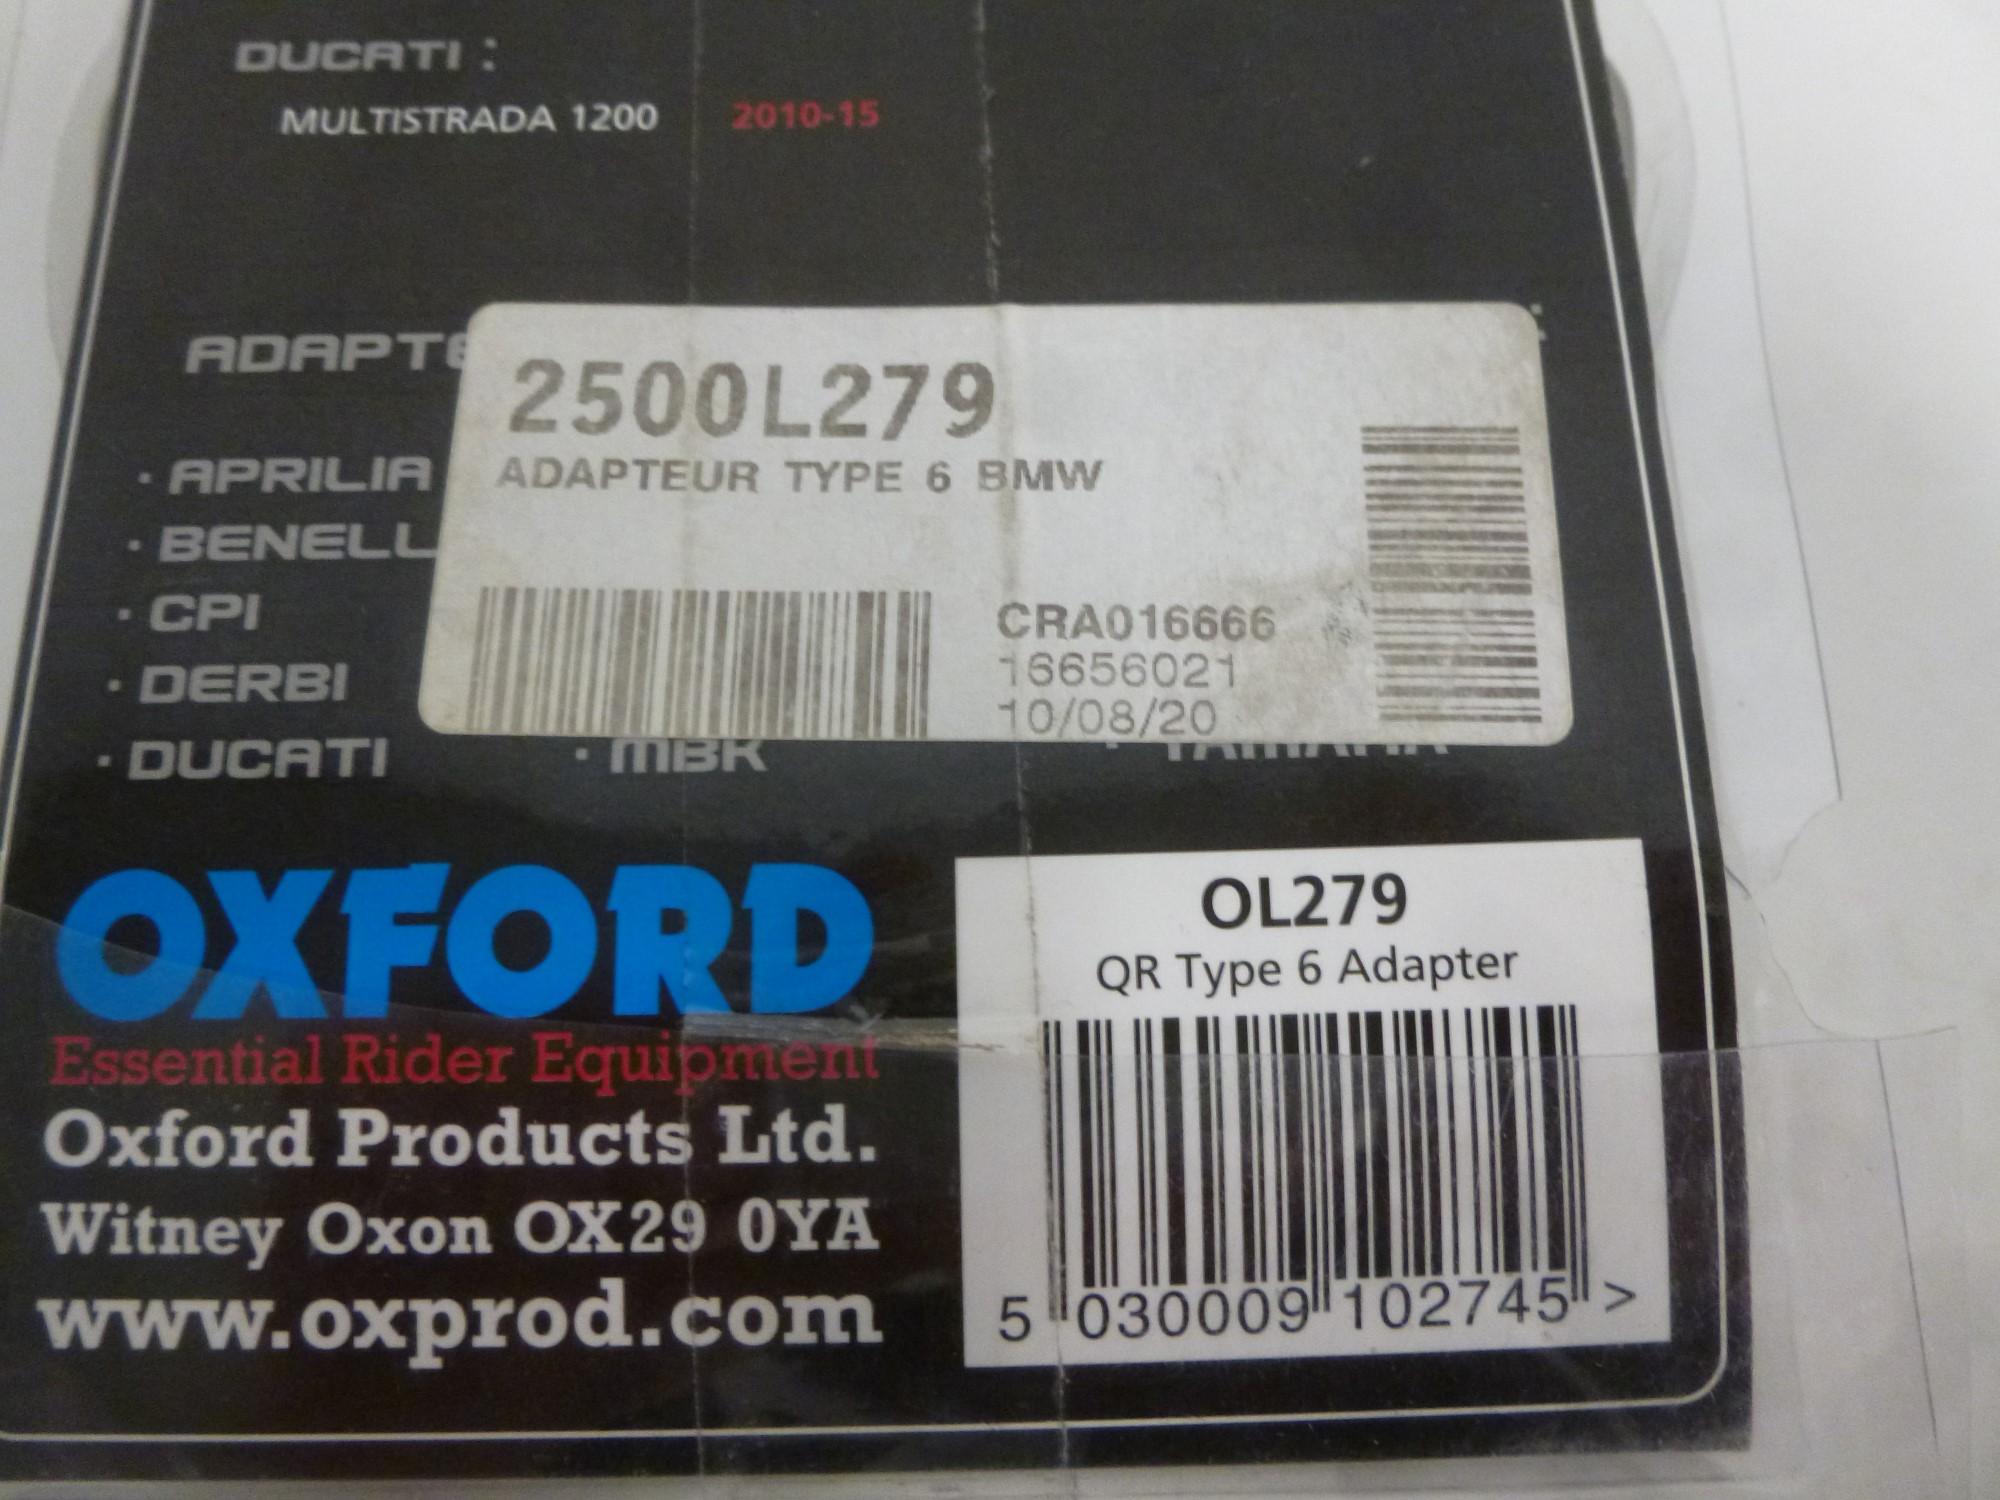 DUCATI :
MULTISTRADA 1200 2010-15
2500L279
ADAPTEUR TYPE 6 BMW
· APRILIA
· CPI
CRA016666
16656021
· DERBI
10/08/20
· DUCATI · MBK · YAMAHA
OXFORD
Essential Rider Equipment
Oxford Products Ltd.
Witney Oxon OX29 0YA
www.oxprod.com
OL279
QR Type 6 Adapter
5 030009 102745 >